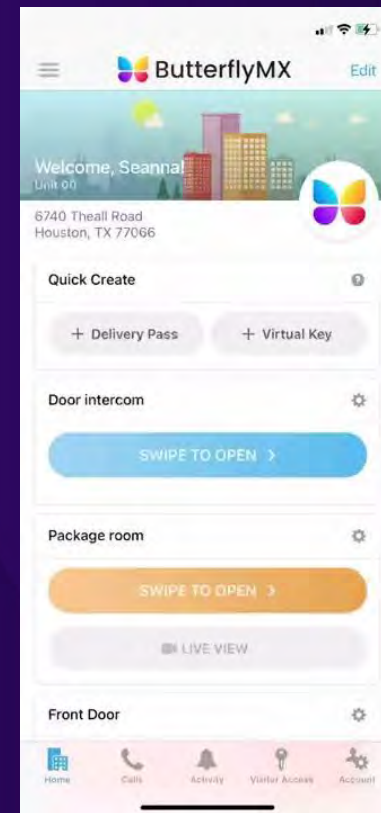 ButterflyMX
Edit
Welcome, Seanna!
Unit 00
6740 Theall Road
Houston, TX 77066
Quick Create
+ Delivery Pass
+ Virtual Key
Door intercom
SWIPE TO OPEN >
Package room
SWIPE TO OPEN >
LIVE VIEW
Front Door
Home
Calls
Activity
Visitor Access
Account